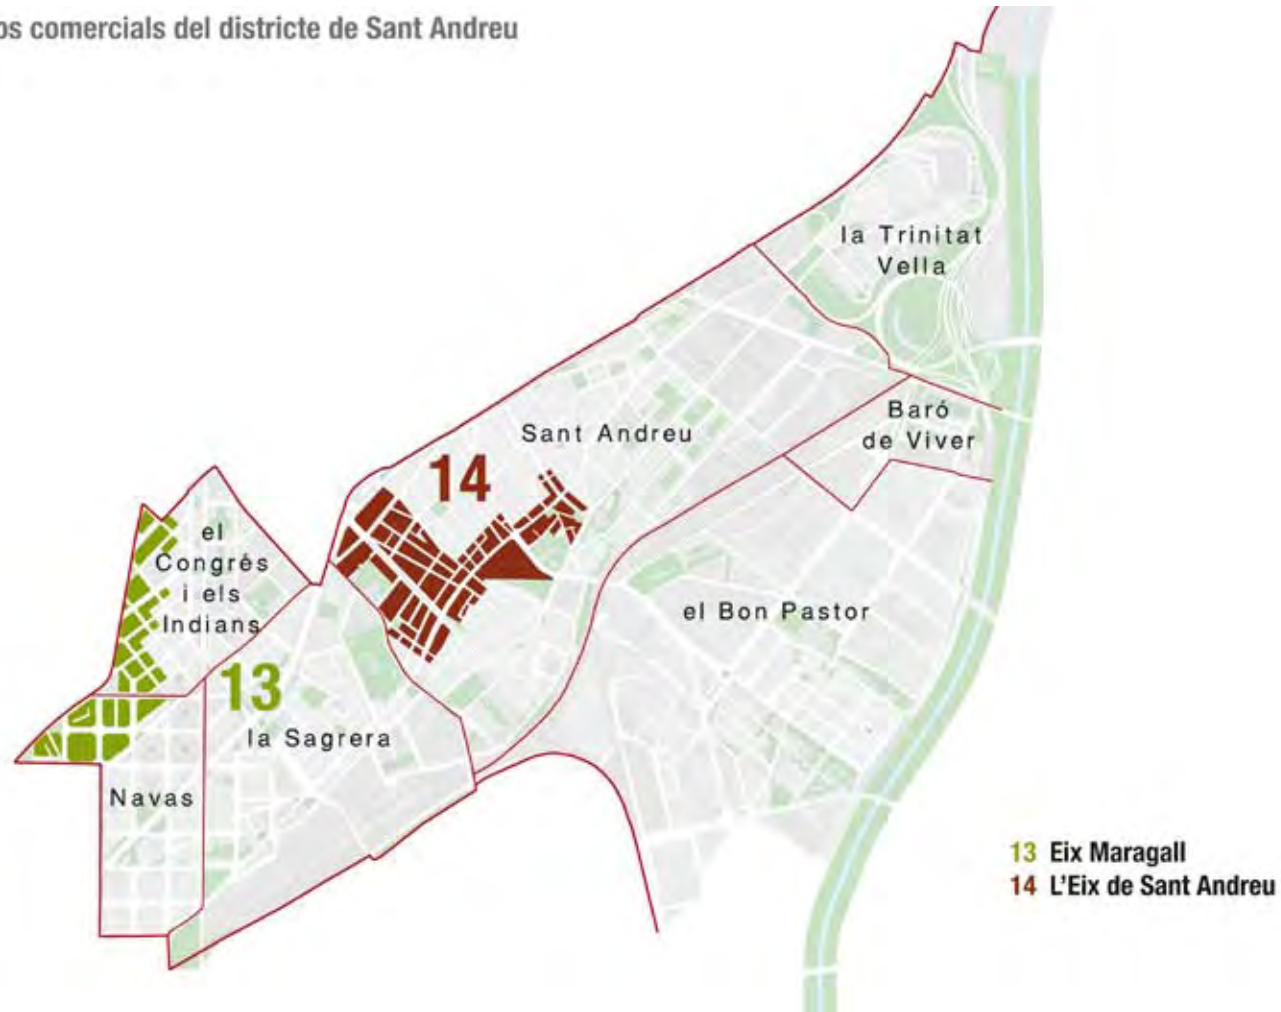 comercials del districte de Sant Andreu
la Trinitat
Vella
Baró
de Viver
Sant Andreu
14
el
Congrés
i els
Indians
el Bon Pastor
13
la Sagrera
Navas
13 Eix Maragall
14 L'Eix de Sant Andreu